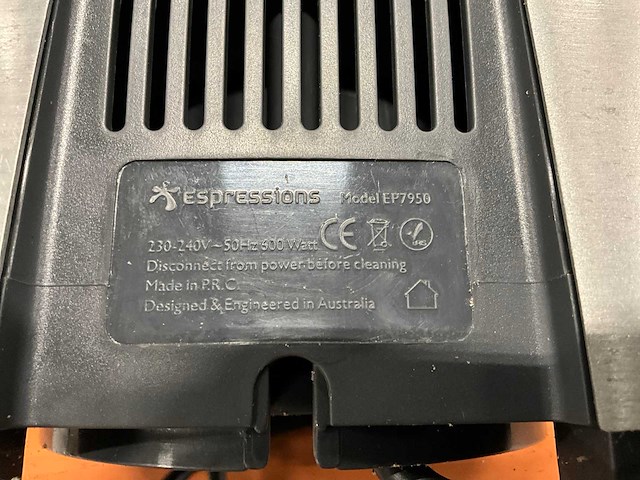 Espressions Model EP7950
230-240V~50Hz 600 Watt CE
Disconnect from power before cleaning
Made in P.R.C.
Designed & Engineered in Australia